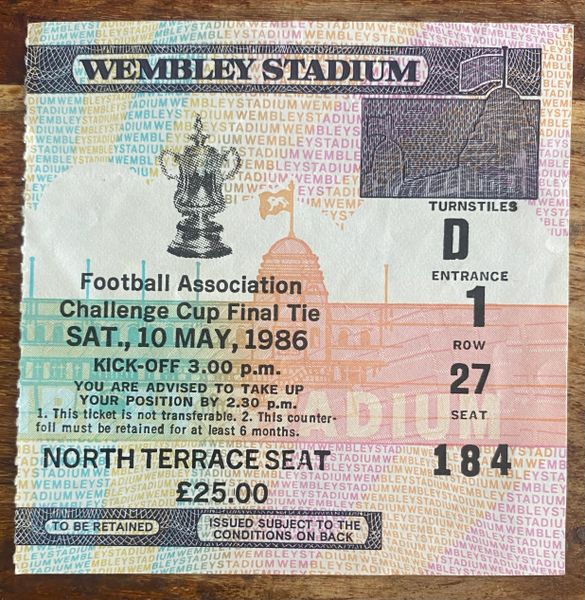 WEMBLEY STADIUM
TURNSTILES
D
ENTRANCE
1
ROW
27
SEAT
184
Football Association
Challenge Cup Final Tie
SAT., 10 MAY, 1986
KICK-OFF 3.00 p.m.
YOU ARE ADVISED TO TAKE UP
YOUR POSITION BY 2.30 p.m.
1. This ticket is not transferable. 2. This counter-
foil must be retained for at least 6 months.
NORTH TERRACE SEAT
£25.00
TO BE RETAINED
ISSUED SUBJECT TO THE
CONDITIONS ON BACK